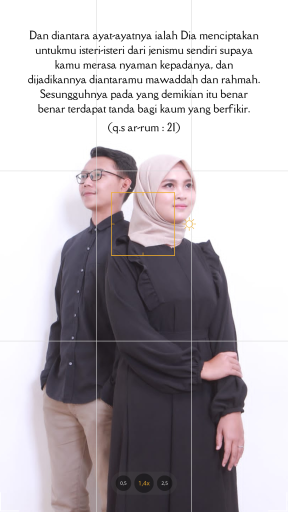 Dan diantara ayat-ayatnya ialah Dia menciptakan
untukmu isteri-isteri dari jenismu sendiri supaya
kamu merasa nyaman kepadanya, dan
dijadikannya diantaramu mawaddah dan rahmah.
Sesungguhnya pada yang demikian itu benar
benar terdapat tanda bagi kaum yang berfikir.
(q.s ar-rum : 21)
0,5 1,4x 2,5